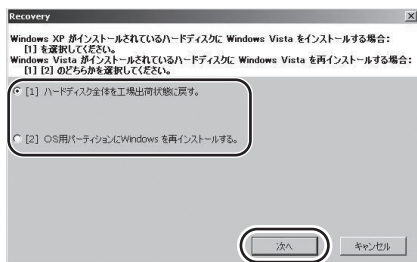 Recovery
Windows XP がインストールされているハードディスクに Windows Vista をインストールする場合:
[1] を選択してください。
Windows Vista がインストールされているハードディスクに Windows Vista を再インストールする場合:
[1] [2] のどちらかを選択してください。
[1] ハードディスク全体を工場出荷状態に戻す。
[2] OS用パーティションにWindows を再インストールする。
次へ
キャンセル